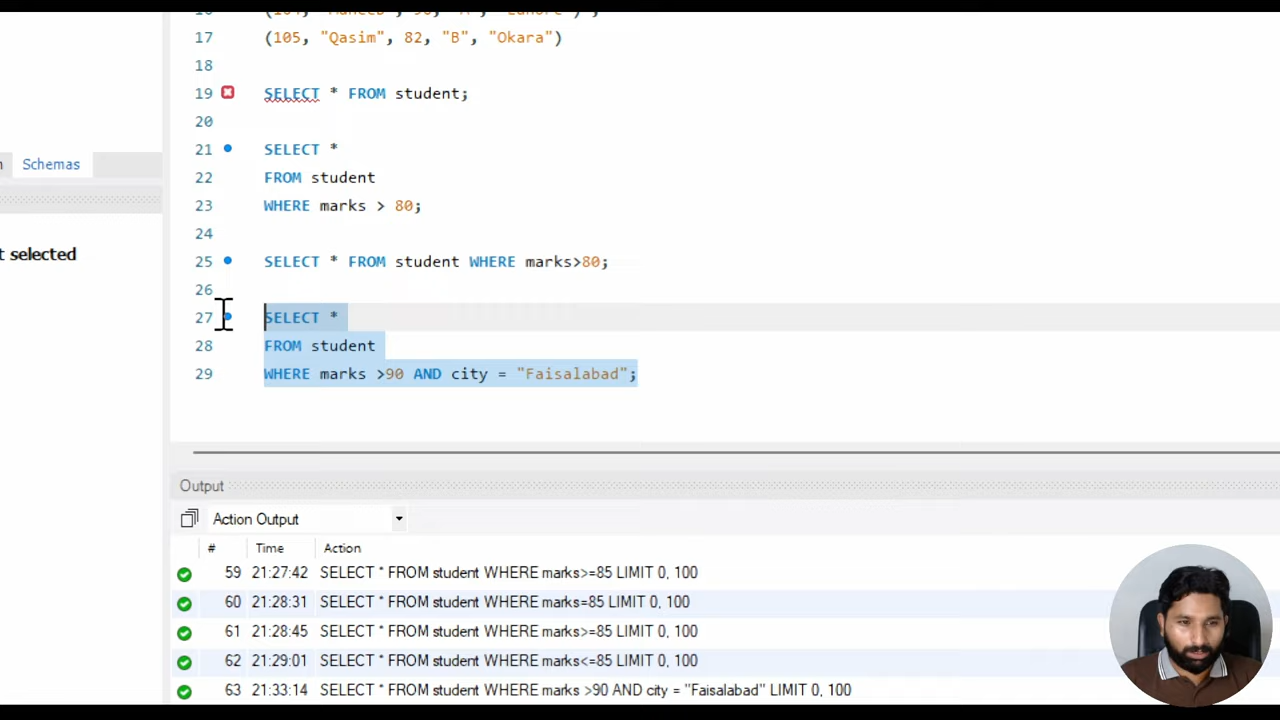 17 (105, "Qasim", 82, "B", "Okara")
18
19 SELECT * FROM student;
20
21 SELECT *
22 FROM student
23 WHERE marks > 80;
24
25 SELECT * FROM student WHERE marks>80;
26
27 SELECT *
28 FROM student
29 WHERE marks >90 AND city = "Faisalabad";
Schemas
selected
Output
Action Output
# Time Action
59 21:27:42 SELECT * FROM student WHERE marks>=85 LIMIT 0, 100
60 21:28:31 SELECT * FROM student WHERE marks=85 LIMIT 0, 100
61 21:28:45 SELECT * FROM student WHERE marks>=85 LIMIT 0, 100
62 21:29:01 SELECT * FROM student WHERE marks<=85 LIMIT 0, 100
63 21:33:14 SELECT * FROM student WHERE marks >90 AND city = "Faisalabad" LIMIT 0, 100